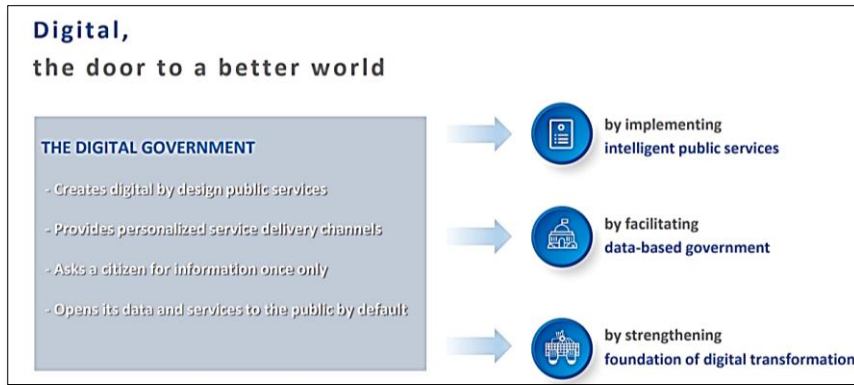 Digital,
the door to a better world
THE DIGITAL GOVERNMENT
- Creates digital by design public services
- Provides personalized service delivery channels
- Asks a citizen for information once only
- Opens its data and services to the public by default
by implementing
intelligent public services
by facilitating
data-based government
by strengthening
foundation of digital transformation